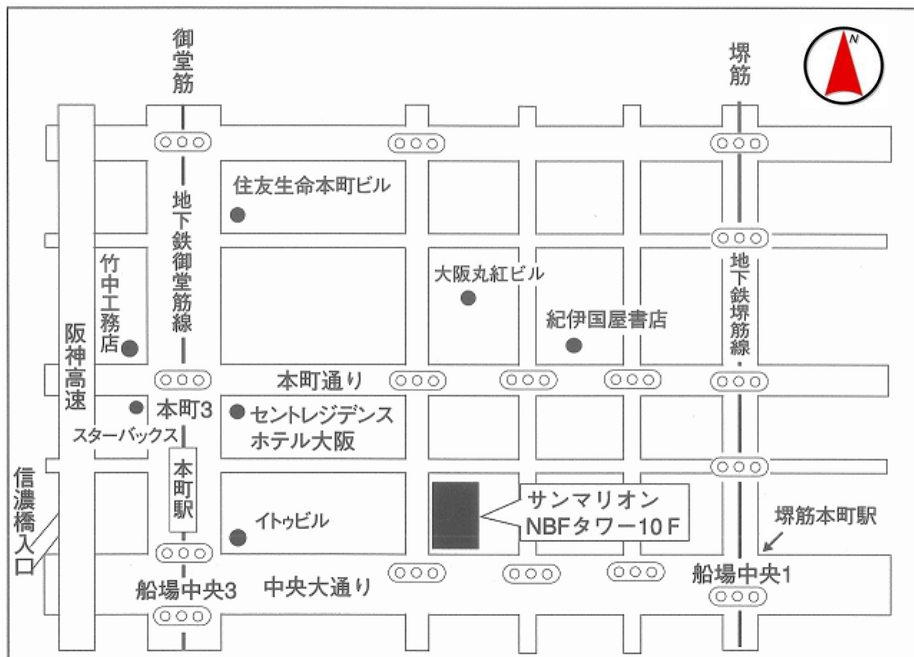 御堂筋
堺筋
N
住友生命本町ビル
地下鉄御堂筋線
竹中工務店
大阪丸紅ビル
地下鉄堺筋線
紀伊国屋書店
阪神高速
本町通り
本町3
スターバックス
セントレジデンス
ホテル大阪
信濃橋入口
本町駅
サンマリオン
NBFタワー10F
イトゥビル
堺筋本町駅
船場中央3
中央大通り
船場中央1